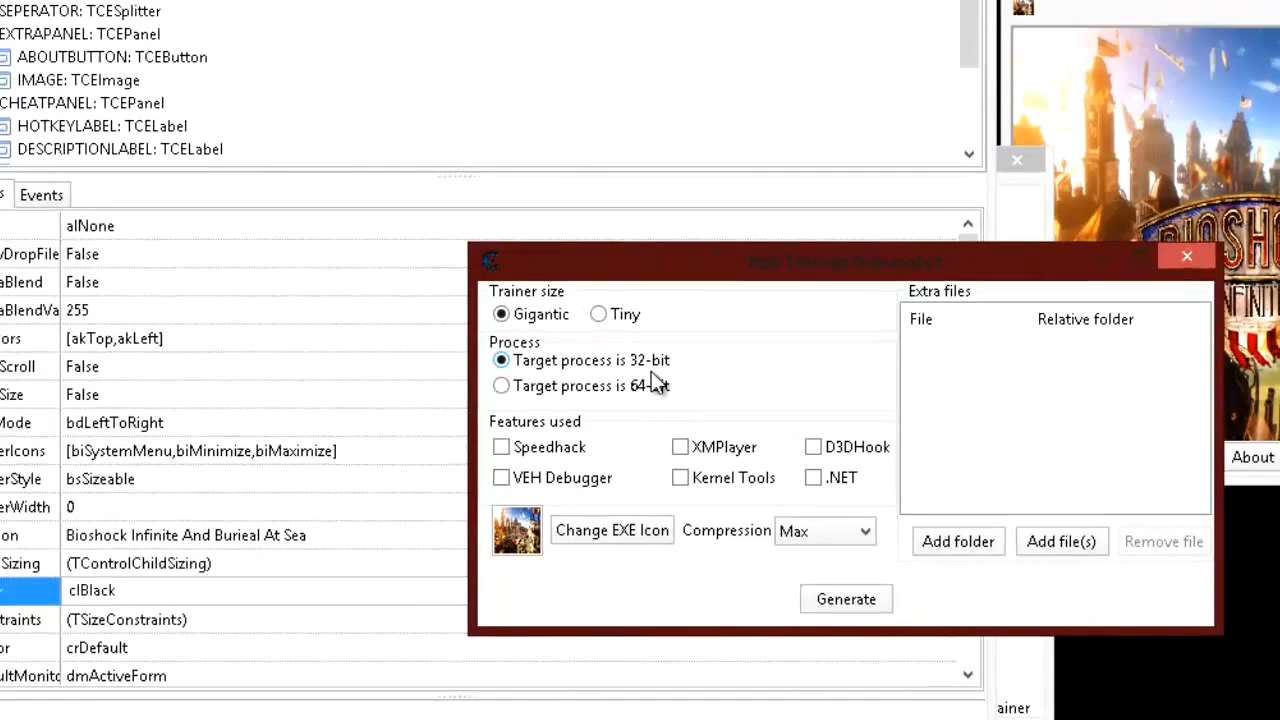 SEPERATOR: TCESplitter
EXTRAPANEL: TCEPanel
ABOUTBUTTON: TCEButton
IMAGE: TCEImage
CHEATPANEL: TCEPanel
HOTKEYLABEL: TCELabel
DESCRIPTIONLABEL: TCELabel
s Events
alNone
vDropFile False
aBlend False
aBlendVa 255
ors [akTop,akLeft]
Scroll False
Size False
Mode bdLeftToRight
erIcons [biSystemMenu,biMinimize,biMaximize]
erStyle bsSizeable
erWidth 0
on Bioshock Infinite And Burieal At Sea
Sizing (TControlChildSizing)
clBlack
traints (TSizeConstraints)
or crDefault
ultMonito dmActiveForm
Trainer size
Gigantic Tiny
Process
Target process is 32-bit
Target process is 64-bit
Features used
Speedhack XMPlayer D3DHook
VEH Debugger Kernel Tools .NET
Change EXE Icon Compression Max
Generate
Extra files
File Relative folder
Add folder Add file(s) Remove file
BIOSHO
INFINIT
About
ainer